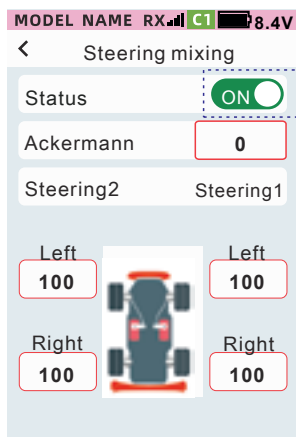 MODEL NAME RX C1 8.4V
Steering mixing
Status ON
Ackermann 0
Steering2 Steering1
Left Left
100 100
Right Right
100 100